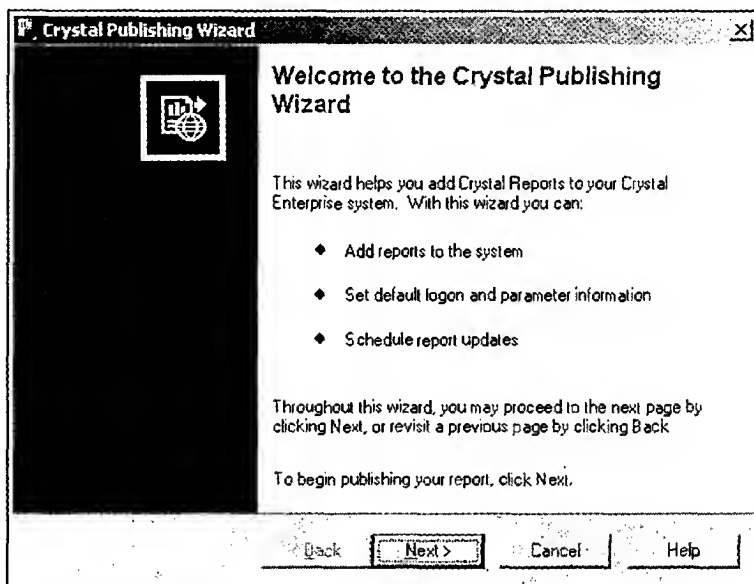 Crystal Publishing Wizard
Welcome to the Crystal Publishing
Wizard
This wizard helps you add Crystal Reports to your Crystal
Enterprise system. With this wizard you can:
◆ Add reports to the system
◆ Set default logon and parameter information
◆ Schedule report updates
Throughout this wizard, you may proceed to the next page by
clicking Next, or revisit a previous page by clicking Back
To begin publishing your report, click Next.
Back Next > Cancel Help